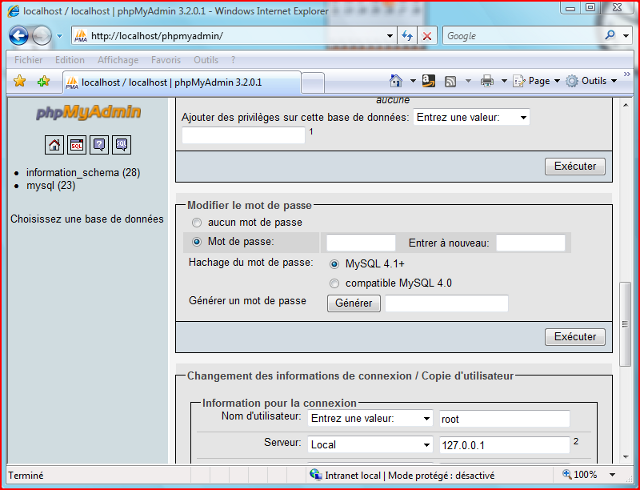 localhost / localhost | phpMyAdmin 3.2.0.1 - Windows Internet Explorer
PMA http://localhost/phpmyadmin/ Google
Fichier Edition Affichage Favoris Outils ?
PMA localhost / localhost | phpMyAdmin 3.2.0.1 a Page Outils
phpMyAdmin
SQL
information_schema (28)
mysql (23)
Choisissez une base de données
aucune
Ajouter des privilèges sur cette base de données: Entrez une valeur:
1
Exécuter
Modifier le mot de passe
aucun mot de passe
Mot de passe: Entrer à nouveau:
Hachage du mot de passe: MySQL 4.1+
compatible MySQL 4.0
Générer un mot de passe Générer
Exécuter
Changement des informations de connexion / Copie d'utilisateur
Information pour la connexion
Nom d'utilisateur: Entrez une valeur: root
Serveur: Local 127.0.0.1 2
Terminé Intranet local | Mode protégé : désactivé 100%